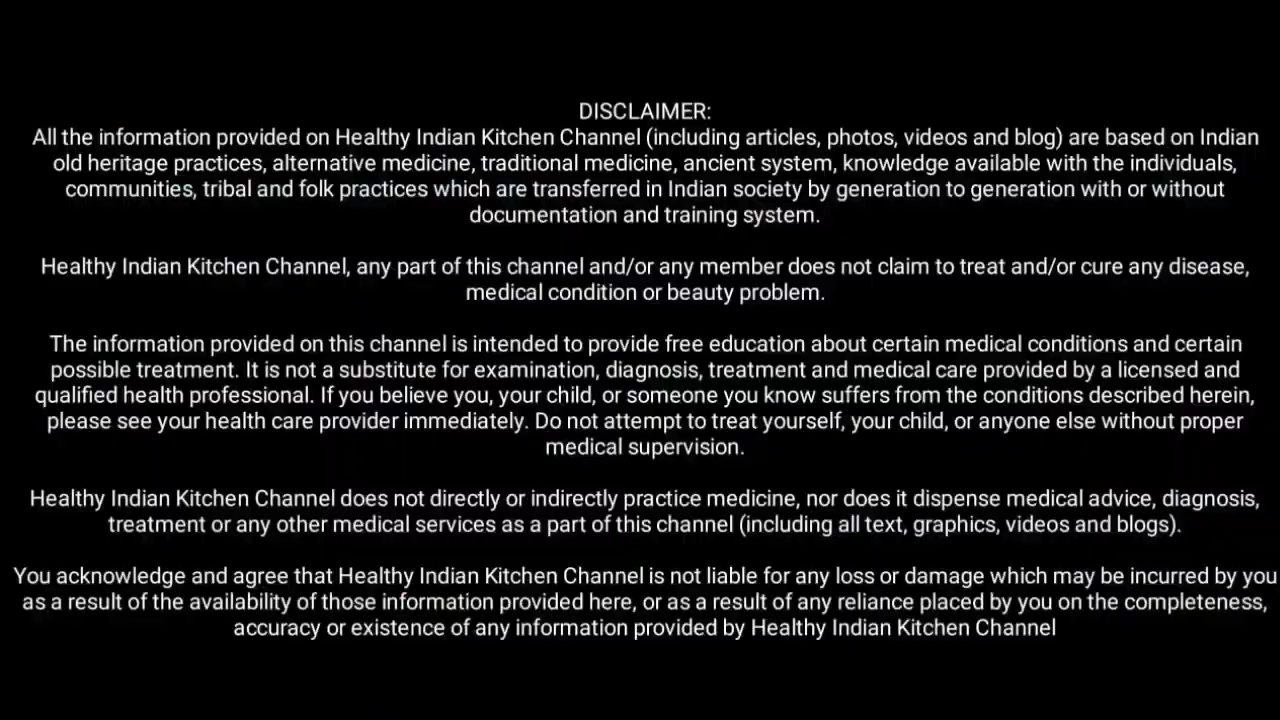 DISCLAIMER:
All the information provided on Healthy Indian Kitchen Channel (including articles, photos, videos and blog) are based on Indian
old heritage practices, alternative medicine, traditional medicine, ancient system, knowledge available with the individuals,
communities, tribal and folk practices which are transferred in Indian society by generation to generation with or without
documentation and training system.
Healthy Indian Kitchen Channel, any part of this channel and/or any member does not claim to treat and/or cure any disease,
medical condition or beauty problem.
The information provided on this channel is intended to provide free education about certain medical conditions and certain
possible treatment. It is not a substitute for examination, diagnosis, treatment and medical care provided by a licensed and
qualified health professional. If you believe you, your child, or someone you know suffers from the conditions described herein,
please see your health care provider immediately. Do not attempt to treat yourself, your child, or anyone else without proper
medical supervision.
Healthy Indian Kitchen Channel does not directly or indirectly practice medicine, nor does it dispense medical advice, diagnosis,
treatment or any other medical services as a part of this channel (including all text, graphics, videos and blogs).
You acknowledge and agree that Healthy Indian Kitchen Channel is not liable for any loss or damage which may be incurred by you
as a result of the availability of those information provided here, or as a result of any reliance placed by you on the completeness,
accuracy or existence of any information provided by Healthy Indian Kitchen Channel